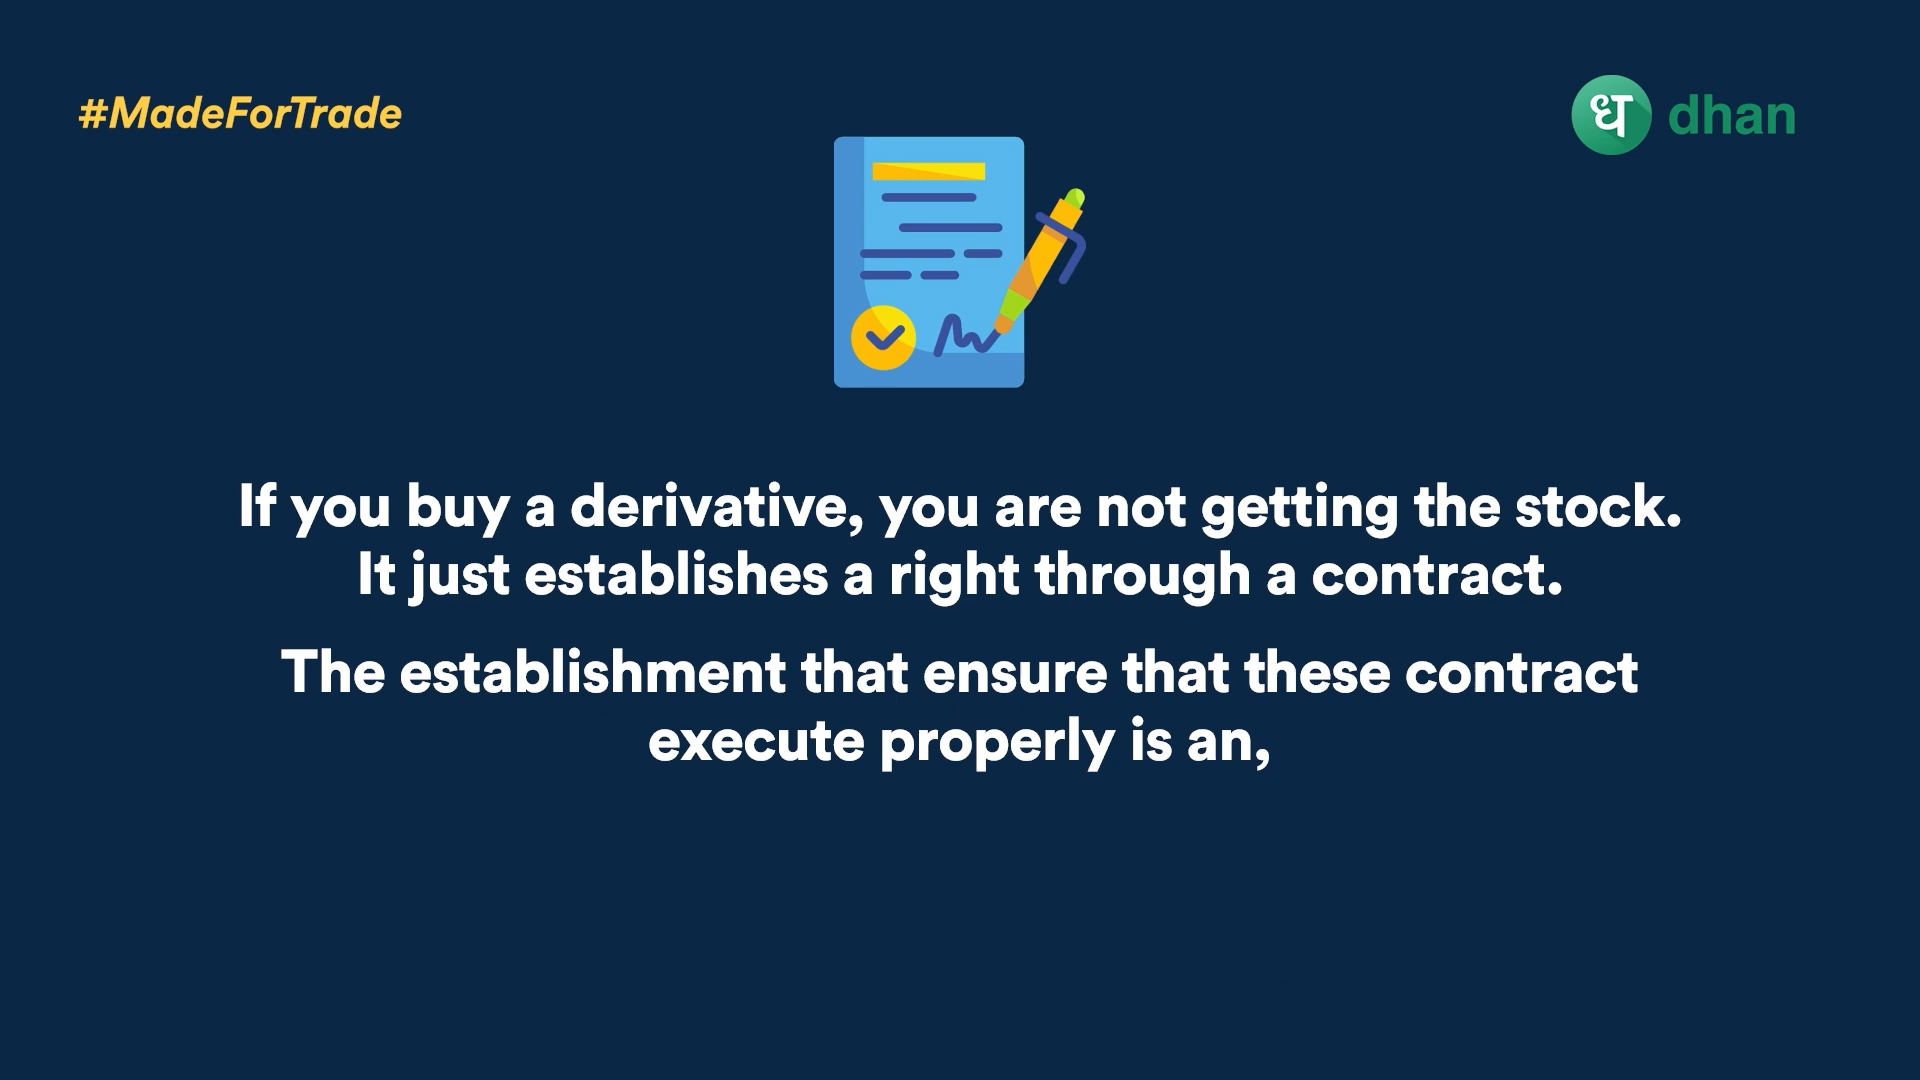 #MadeForTrade
ध dhan
If you buy a derivative, you are not getting the stock.
It just establishes a right through a contract.
The establishment that ensure that these contract
execute properly is an,